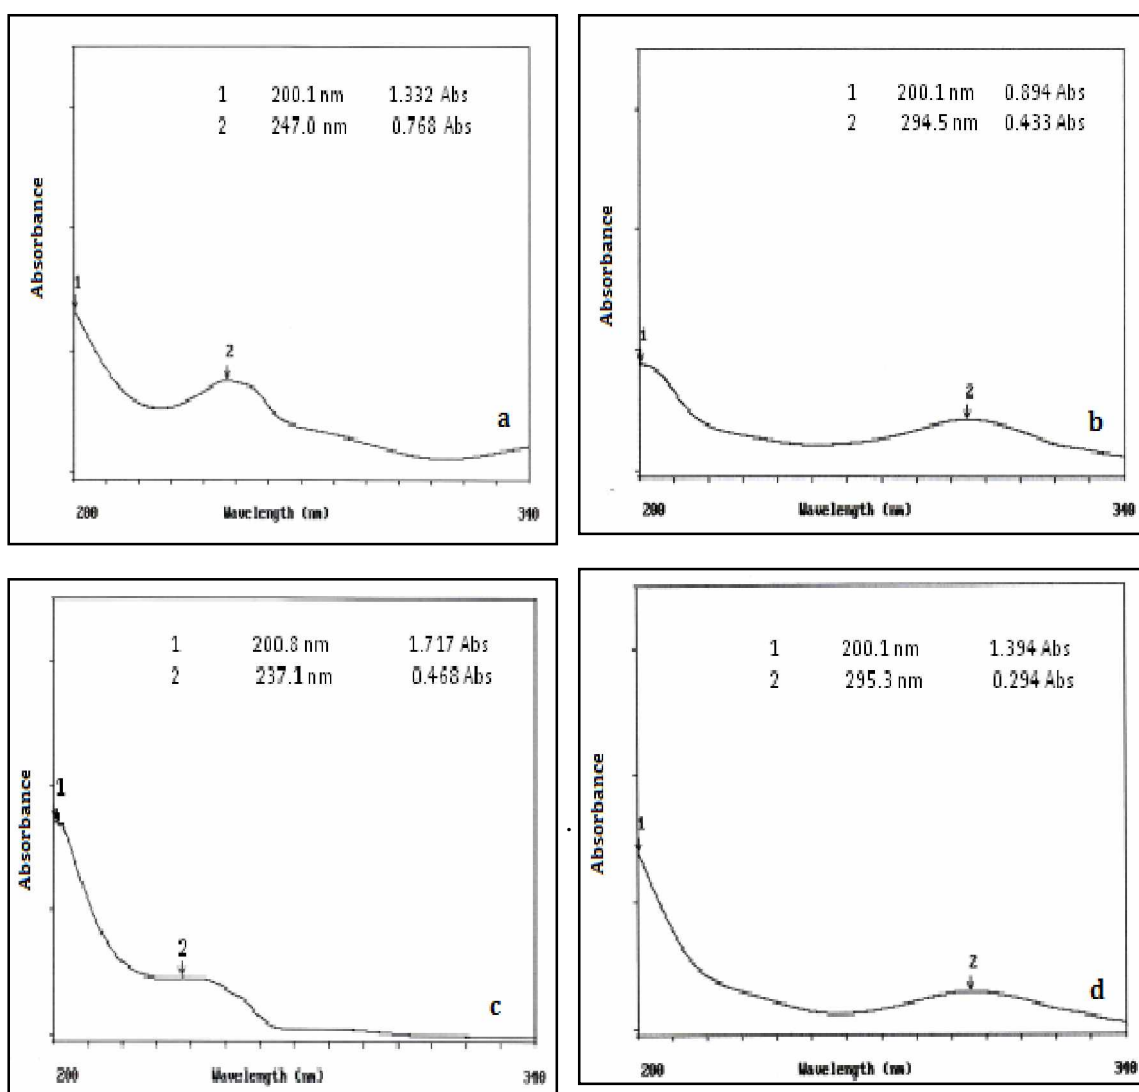 1 200.1 nm 1.332 Abs
2 247.0 nm 0.768 Abs
Absorbance
1
2
a
200 Wavelength (nm) 340
1 200.1 nm 0.894 Abs
2 294.5 nm 0.433 Abs
Absorbance
1
2
b
200 Wavelength (nm) 340
1 200.8 nm 1.717 Abs
2 237.1 nm 0.468 Abs
Absorbance
1
2
c
200 Wavelength (nm) 340
1 200.1 nm 1.394 Abs
2 295.3 nm 0.294 Abs
Absorbance
1
2
d
200 Wavelength (nm) 340